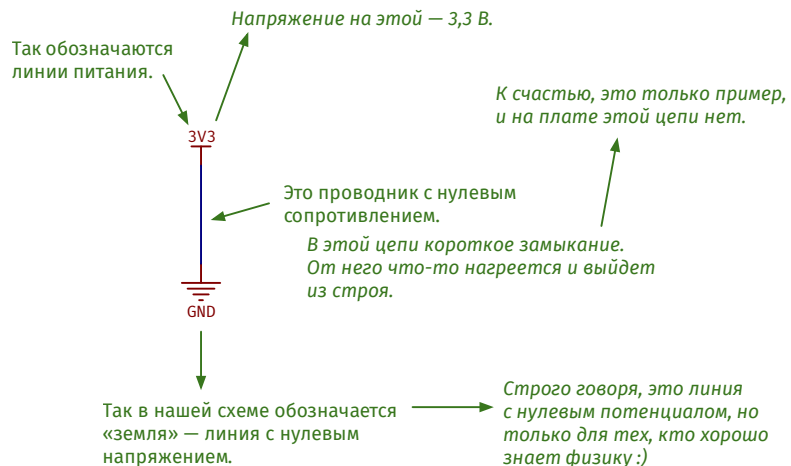 Напряжение на этой — 3,3 В.
Так обозначаются
линии питания.
К счастью, это только пример,
и на плате этой цепи нет.
3V3
Это проводник с нулевым
сопротивлением.
В этой цепи короткое замыкание.
От него что-то нагреется и выйдет
из строя.
GND
Так в нашей схеме обозначается
«земля» — линия с нулевым
напряжением.
Строго говоря, это линия
с нулевым потенциалом, но
только для тех, кто хорошо
знает физику :)